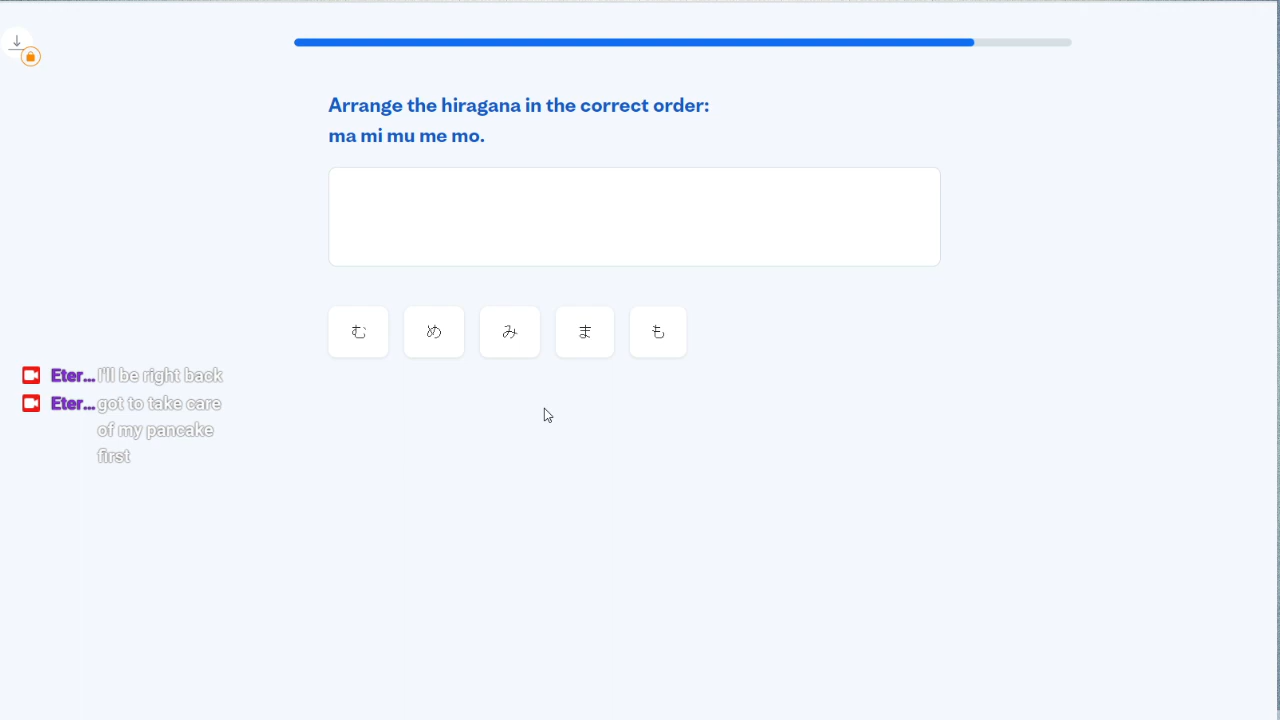 Arrange the hiragana in the correct order:
ma mi mu me mo.
む め み ま も
Eter... I'll be right back
Eter... got to take care
of my pancake
first